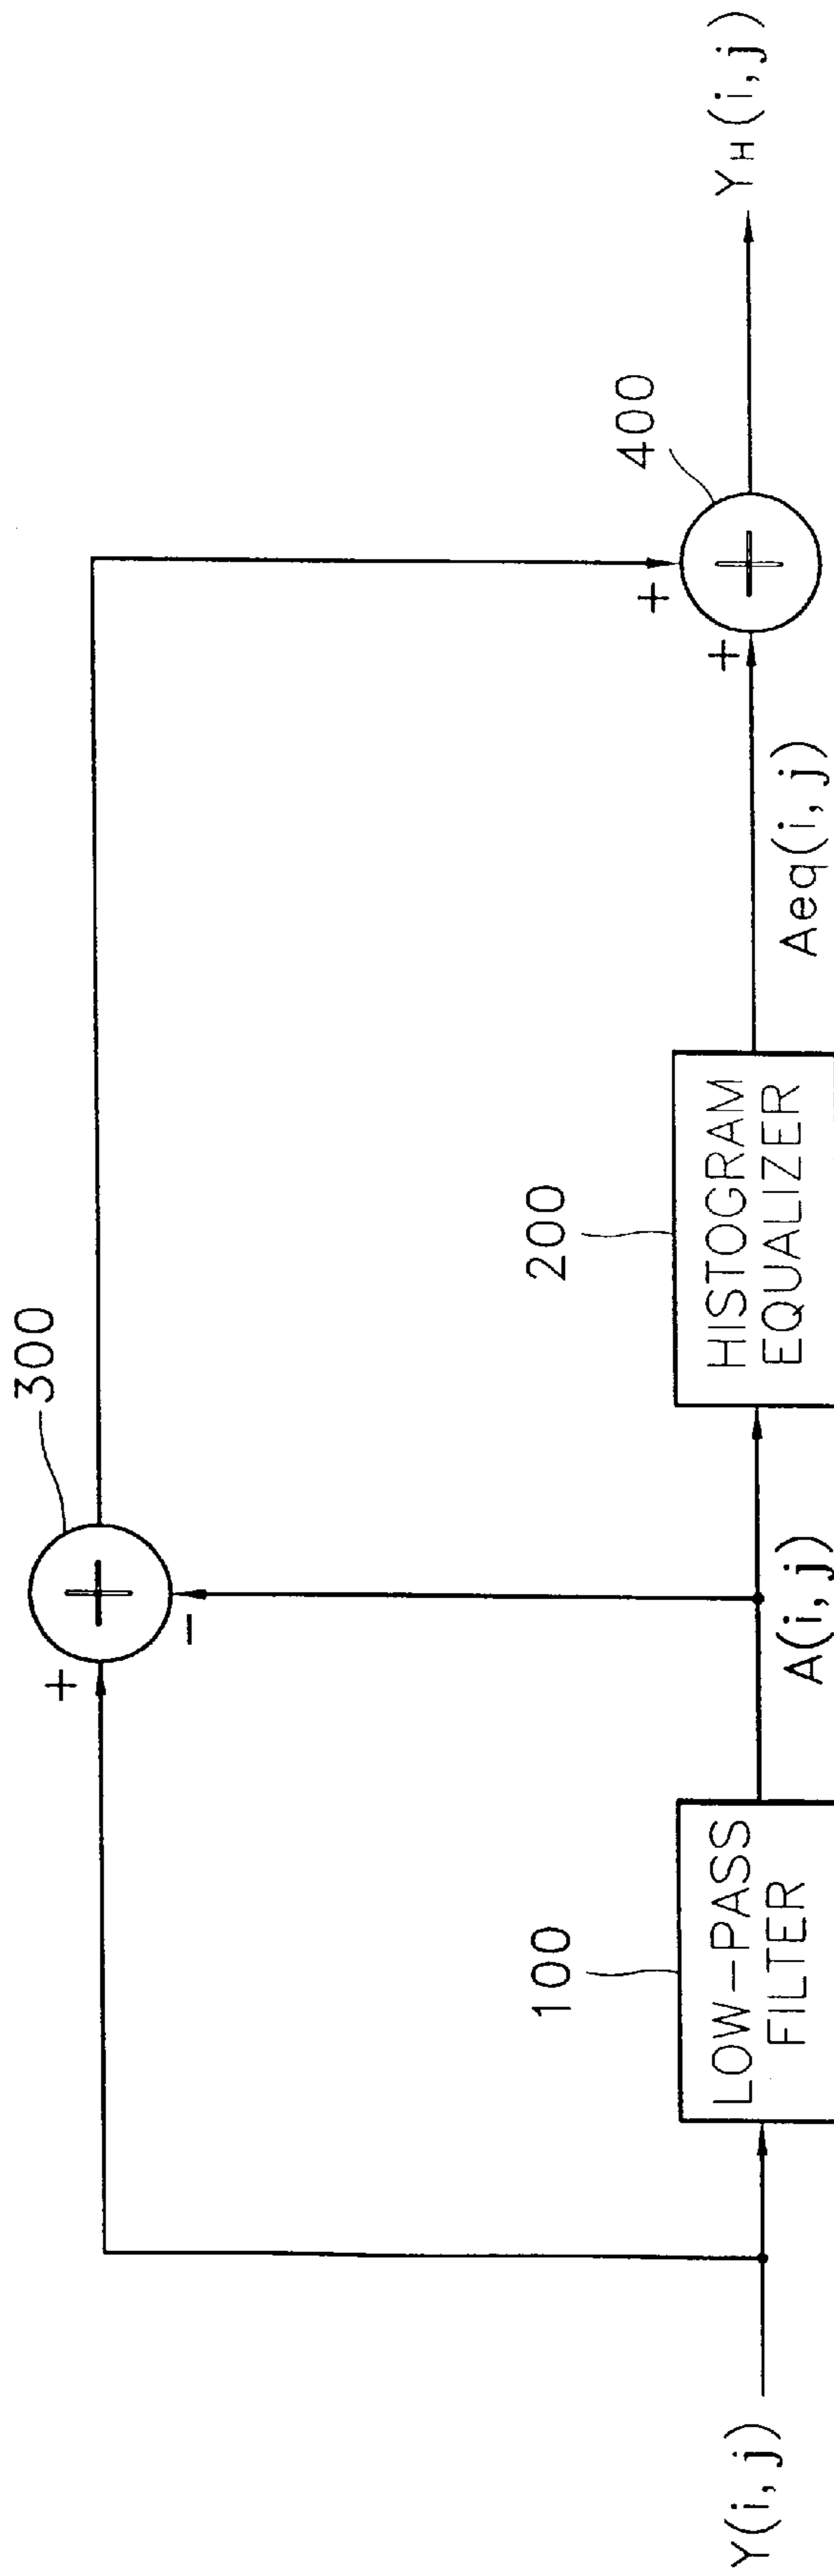 300
400
100
200
Y(i,j)
LOW-PASS
FILTER
A(i,j)
HISTOGRAM
EQUALIZER
Aeq(i,j)
YH(i,j)
+
-
+
+